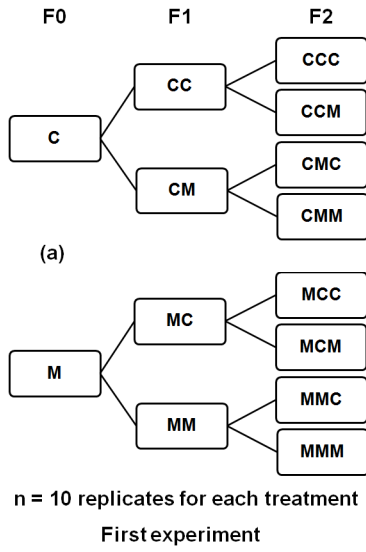 F0 F1 F2
CCC
CC
CCM
C
CMC
CM
CMM
(a)
MCC
MC
MCM
M
MMC
MM
MMM
n = 10 replicates for each treatment
First experiment